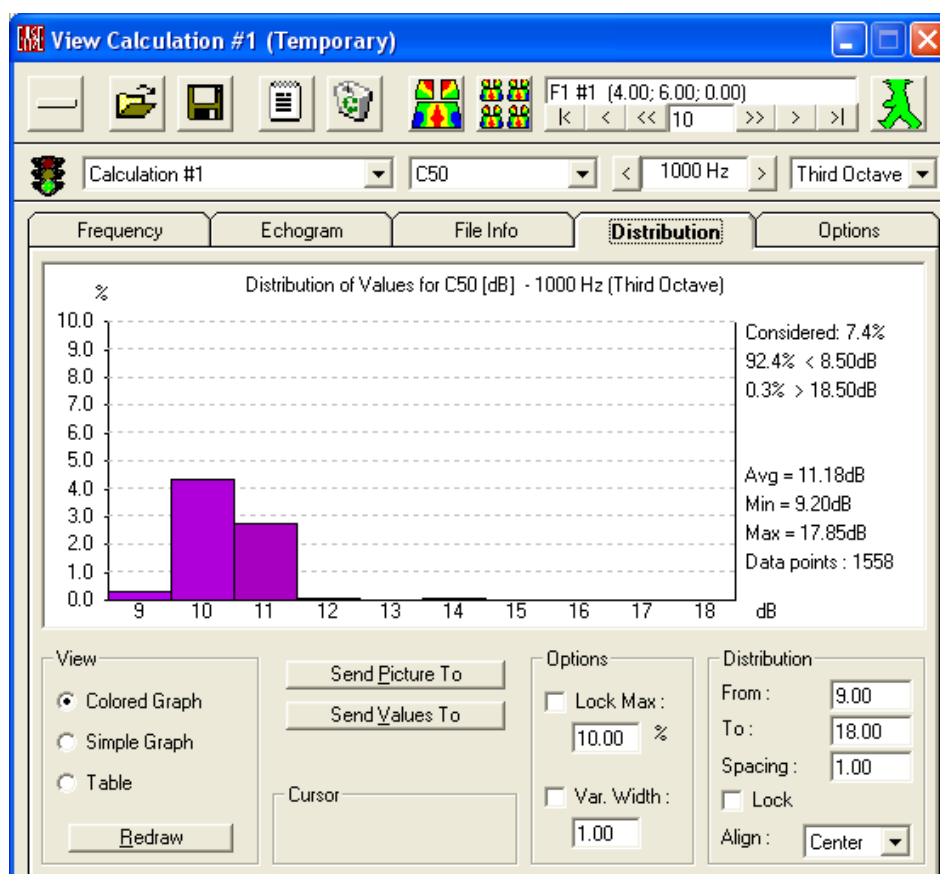 EASE View Calculation #1 (Temporary)
F1 #1 (4.00; 6.00; 0.00)
|< < << 10 >> > >|
Calculation #1 C50 < 1000 Hz > Third Octave
Frequency Echogram File Info Distribution Options
Distribution of Values for C50 [dB] - 1000 Hz (Third Octave)
%
10.0
9.0
8.0
7.0
6.0
5.0
4.0
3.0
2.0
1.0
0.0
9 10 11 12 13 14 15 16 17 18 dB
Considered: 7.4%
92.4% < 8.50dB
0.3% > 18.50dB
Avg = 11.18dB
Min = 9.20dB
Max = 17.85dB
Data points : 1558
View
Colored Graph
Simple Graph
Table
Redraw
Send Picture To
Send Values To
Cursor
Options
Lock Max :
10.00 %
Var. Width :
1.00
Distribution
From : 9.00
To : 18.00
Spacing : 1.00
Lock
Align : Center